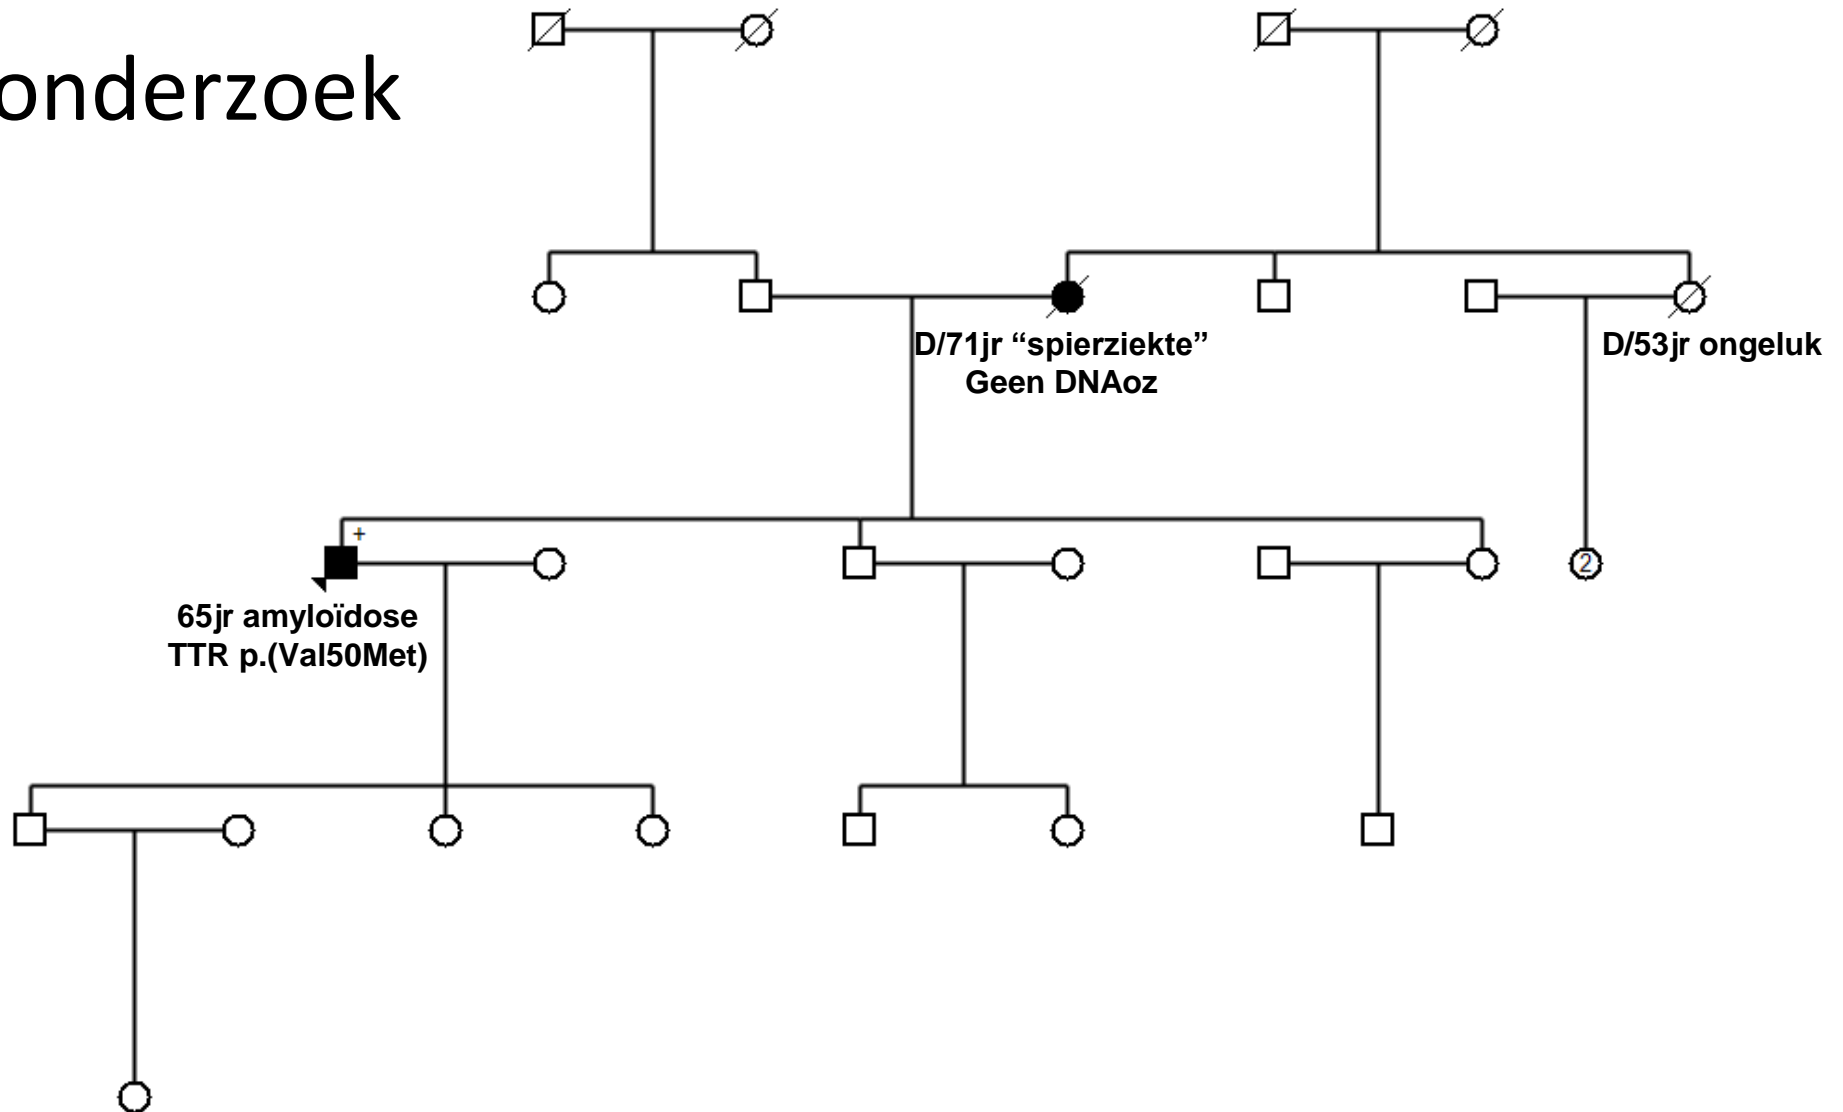 onderzoek
D/71jr “spierziekte”
Geen DNAoz
D/53jr ongeluk
+
65jr amyloïdose
TTR p.(Val50Met)
2